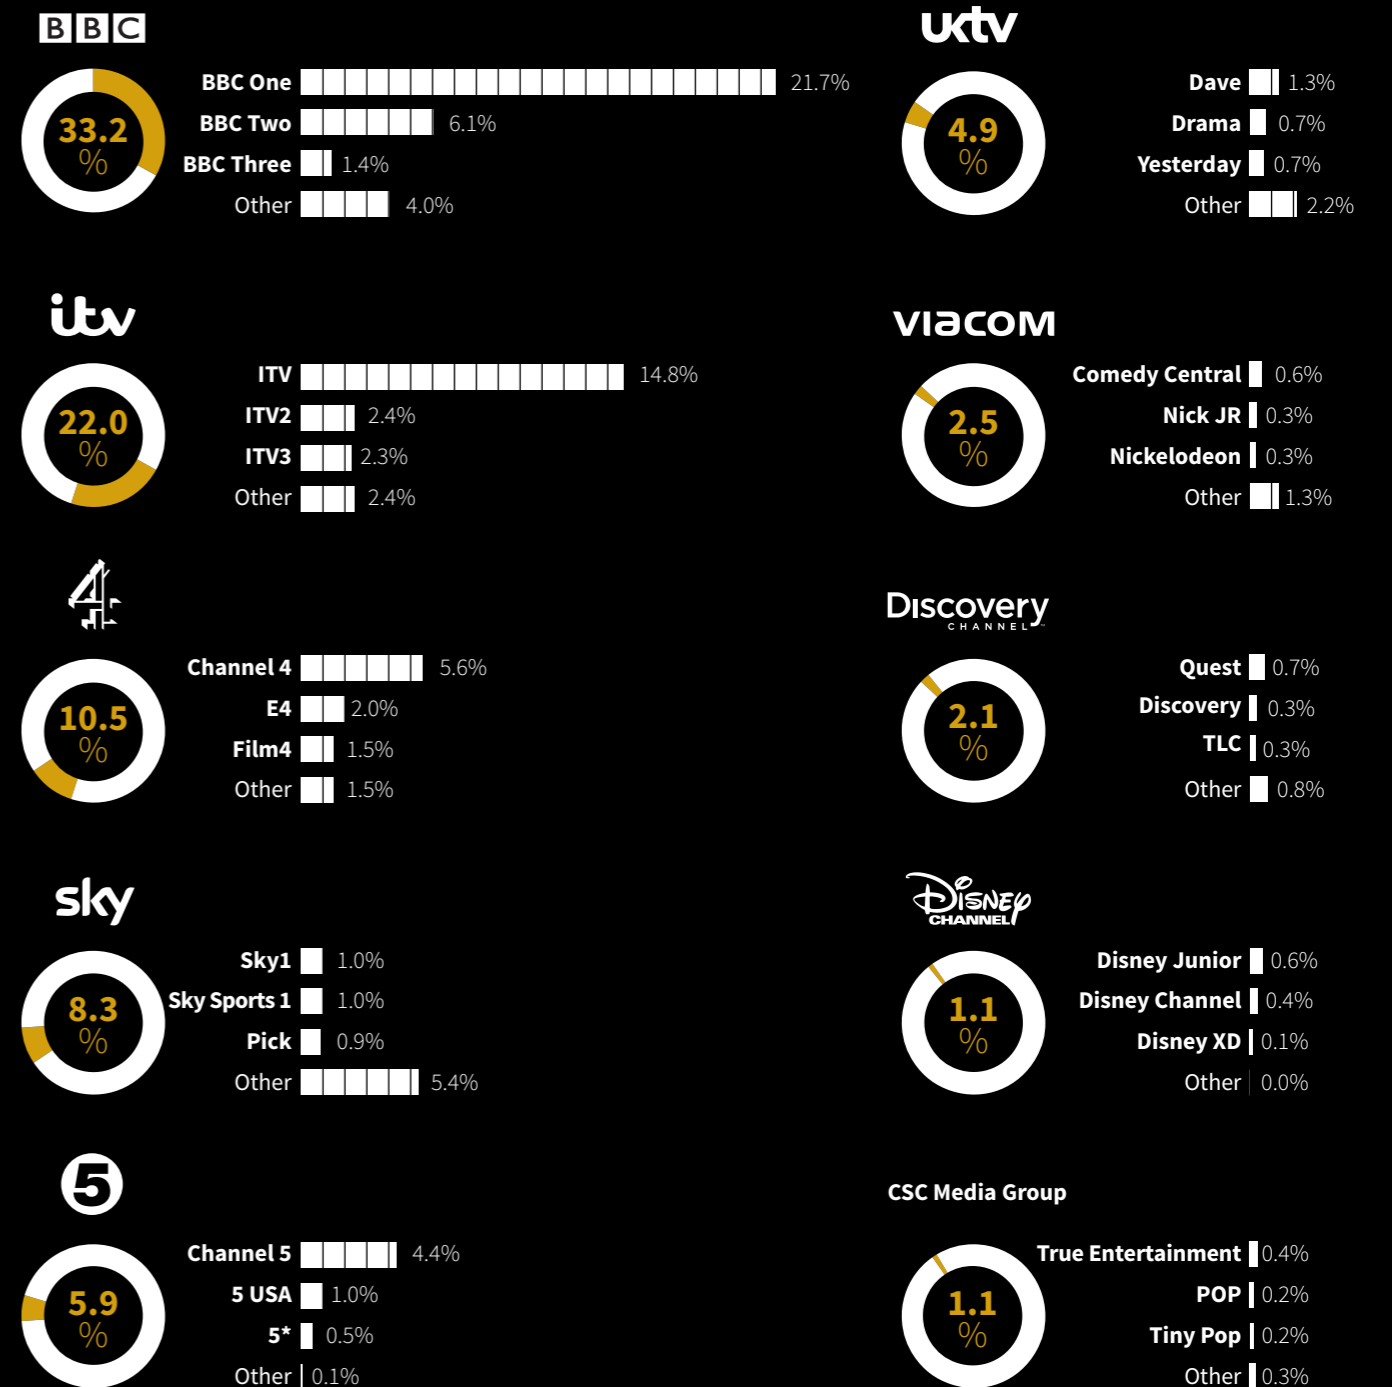 BBC
33.2
%
BBC One 21.7%
BBC Two 6.1%
BBC Three 1.4%
Other 4.0%
itv
22.0
%
ITV 14.8%
ITV2 2.4%
ITV3 2.3%
Other 2.4%
4
10.5
%
Channel 4 5.6%
E4 2.0%
Film4 1.5%
Other 1.5%
sky
8.3
%
Sky1 1.0%
Sky Sports 1 1.0%
Pick 0.9%
Other 5.4%
5
5.9
%
Channel 5 4.4%
5 USA 1.0%
5* 0.5%
Other 0.1%
uktv
4.9
%
Dave 1.3%
Drama 0.7%
Yesterday 0.7%
Other 2.2%
VIacom
2.5
%
Comedy Central 0.6%
Nick JR 0.3%
Nickelodeon 0.3%
Other 1.3%
Discovery
CHANNEL
2.1
%
Quest 0.7%
Discovery 0.3%
TLC 0.3%
Other 0.8%
Disney
CHANNEL
1.1
%
Disney Junior 0.6%
Disney Channel 0.4%
Disney XD 0.1%
Other 0.0%
CSC Media Group
1.1
%
True Entertainment 0.4%
POP 0.2%
Tiny Pop 0.2%
Other 0.3%